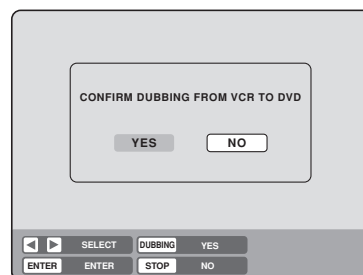 CONFIRM DUBBING FROM VCR TO DVD
YES NO
SELECT DUBBING YES
ENTER ENTER STOP NO